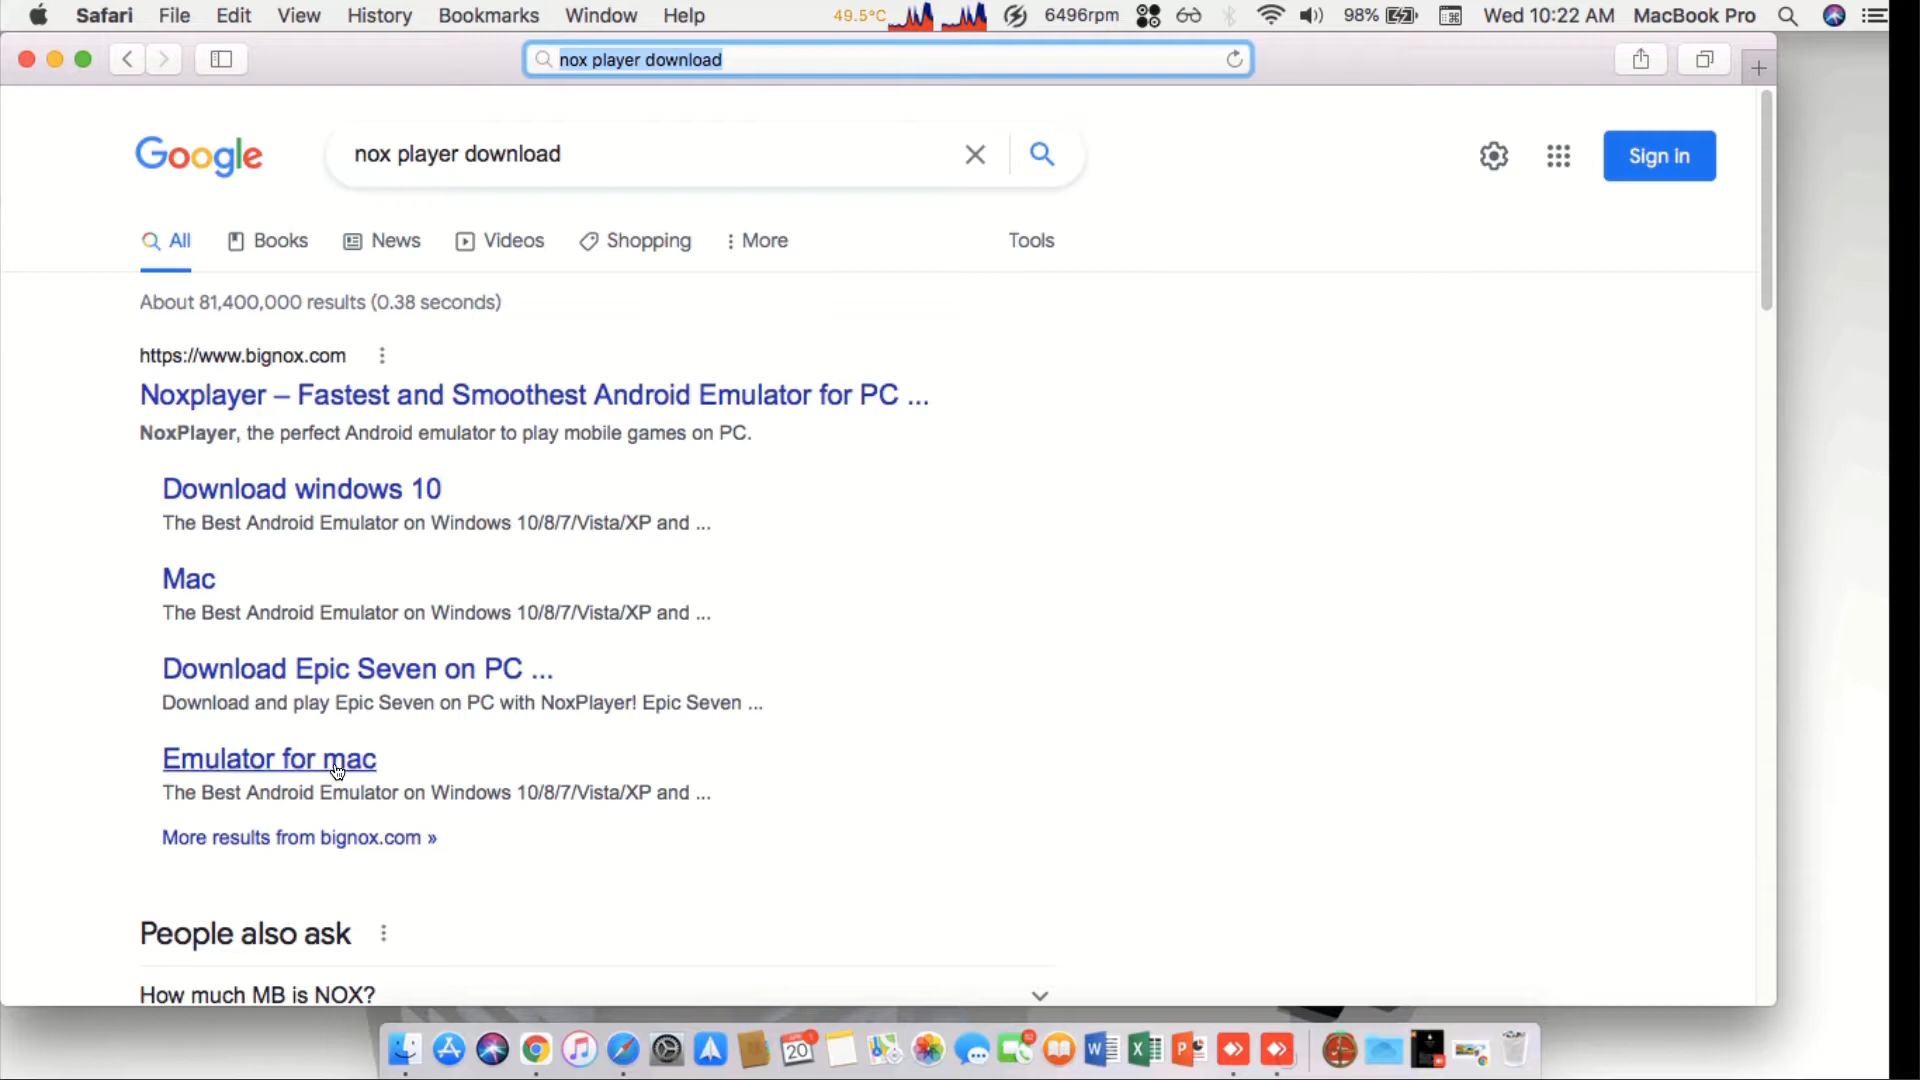 Safari File Edit View History Bookmarks Window Help 49.5°C 6496rpm 98% Wed 10:22 AM MacBook Pro
nox player download
Google nox player download Sign in
All Books News Videos Shopping More Tools
About 81,400,000 results (0.38 seconds)
https://www.bignox.com
Noxplayer – Fastest and Smoothest Android Emulator for PC ...
NoxPlayer, the perfect Android emulator to play mobile games on PC.
Download windows 10
The Best Android Emulator on Windows 10/8/7/Vista/XP and ...
Mac
The Best Android Emulator on Windows 10/8/7/Vista/XP and ...
Download Epic Seven on PC ...
Download and play Epic Seven on PC with NoxPlayer! Epic Seven ...
Emulator for mac
The Best Android Emulator on Windows 10/8/7/Vista/XP and ...
More results from bignox.com »
People also ask
How much MB is NOX?
20